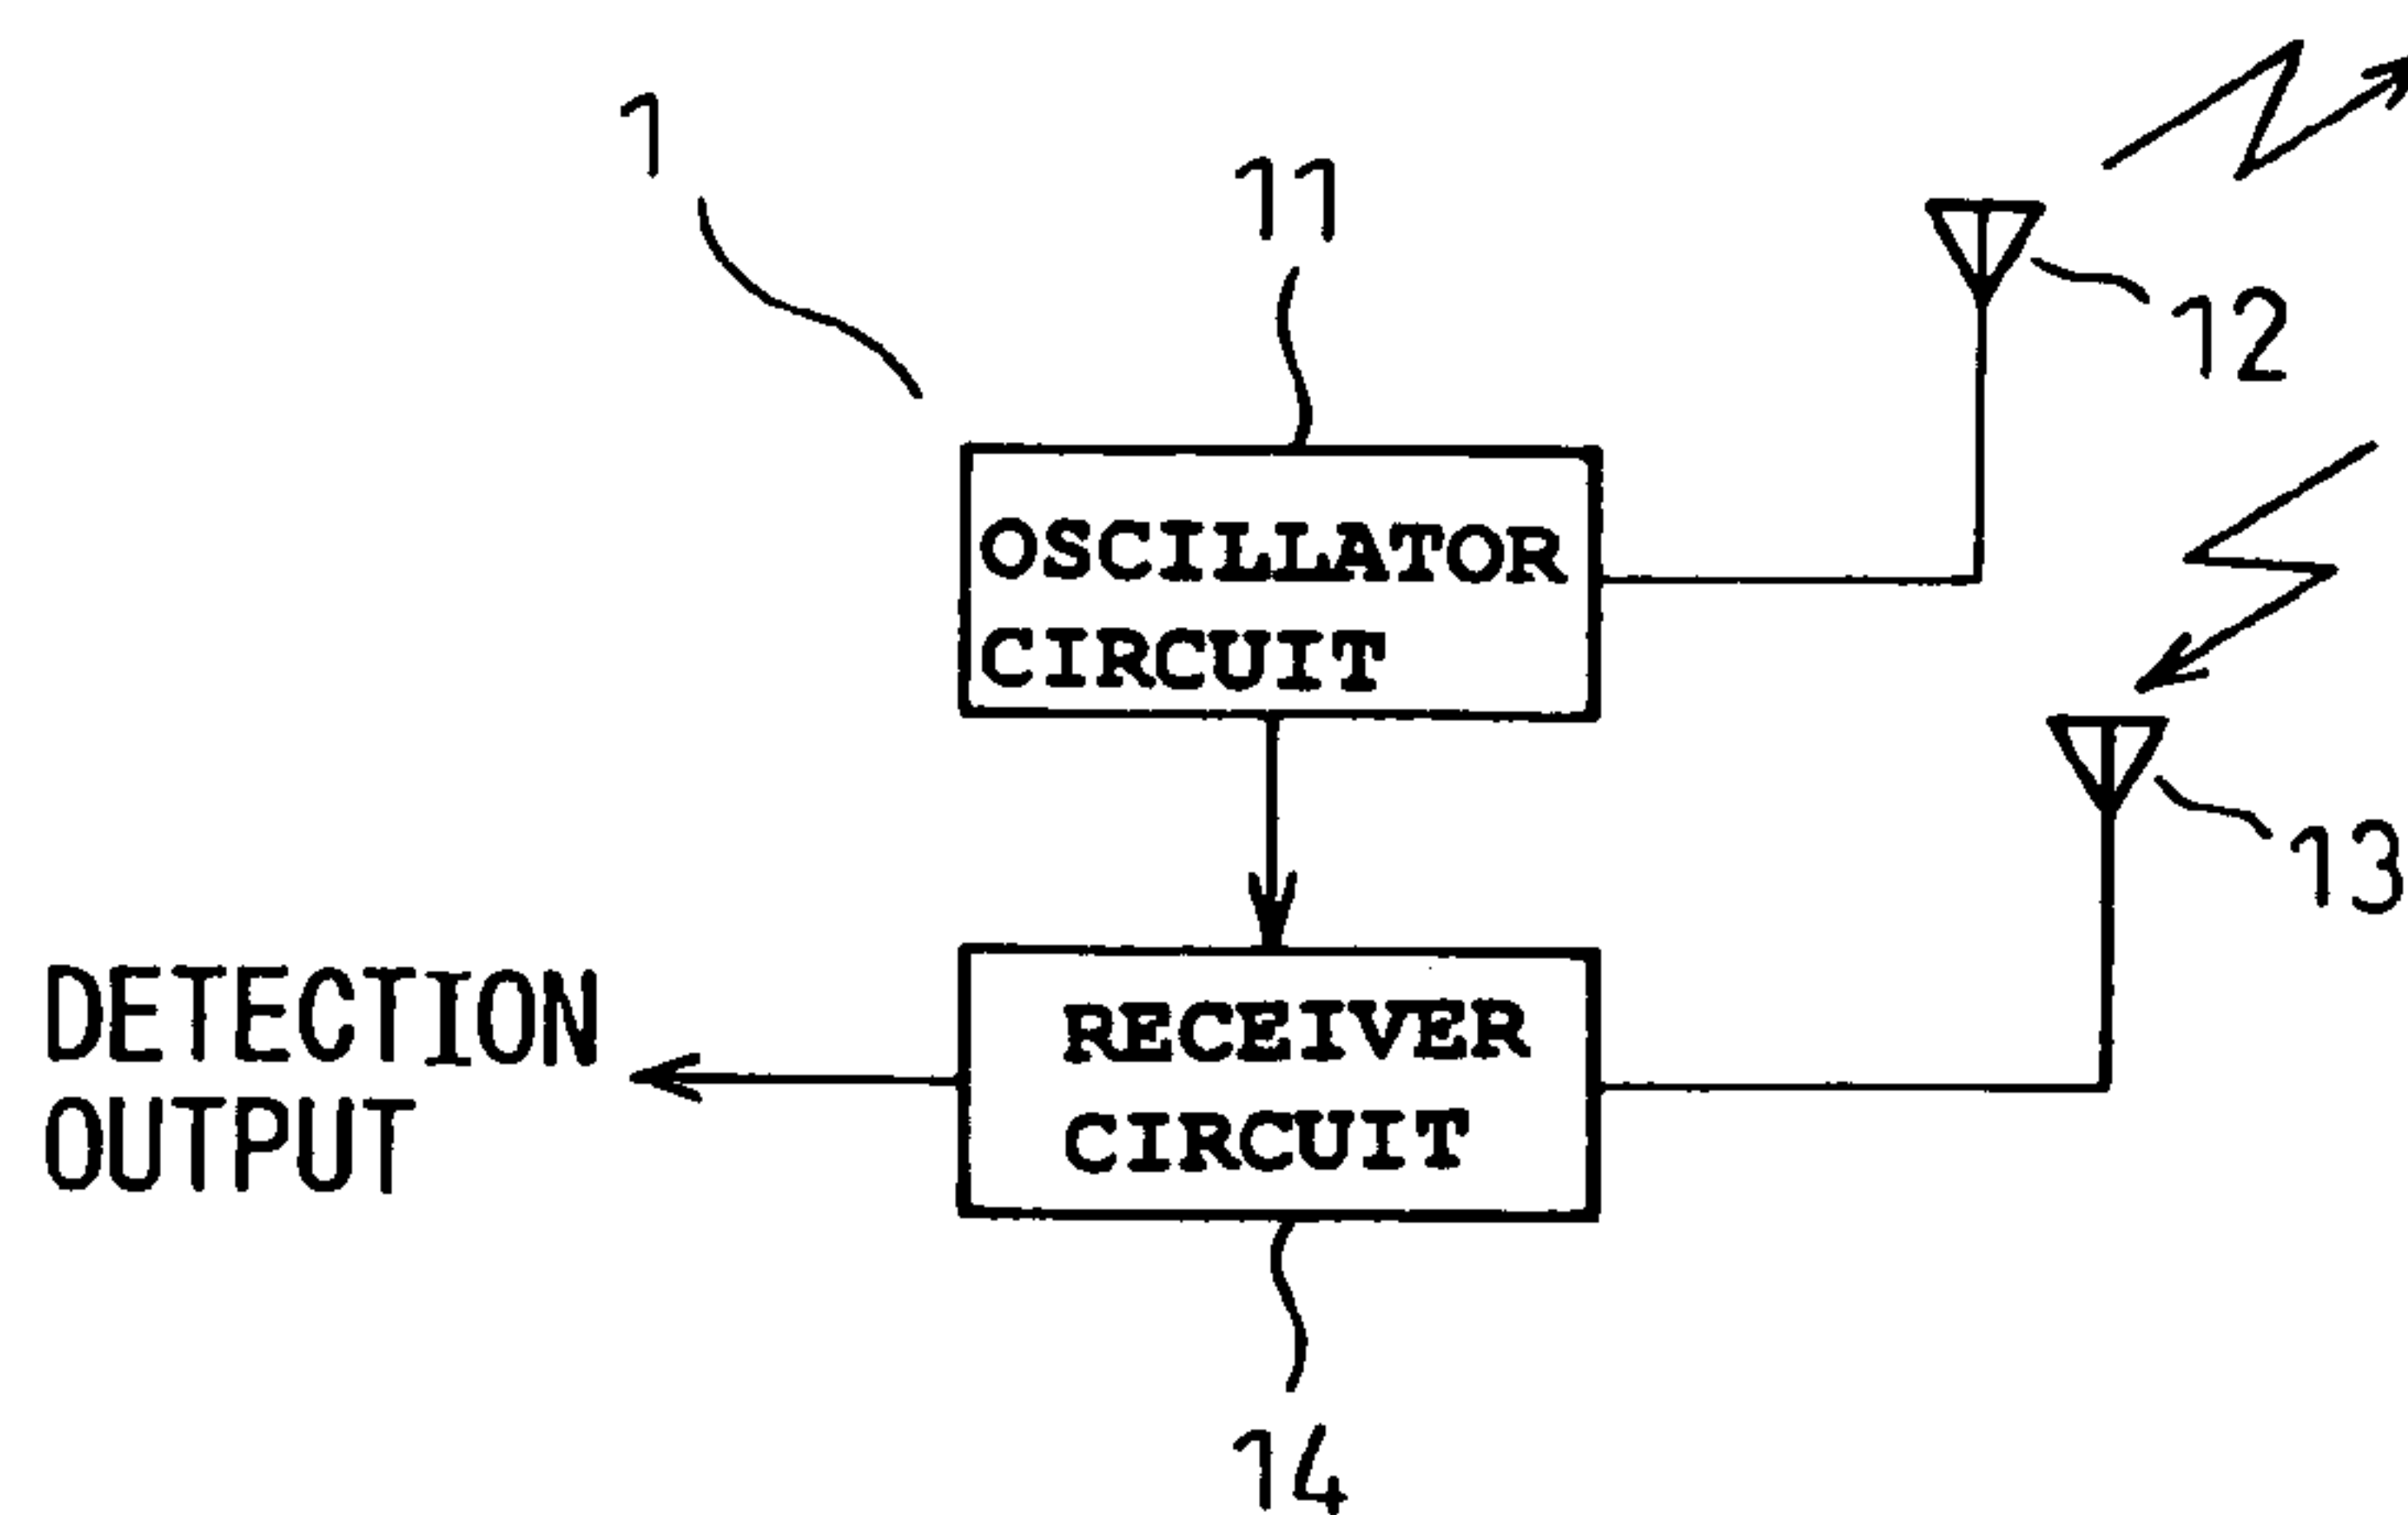 1
11
12
OSCILLATOR
CIRCUIT
13
DETECTION
OUTPUT
RECEIVER
CIRCUIT
14